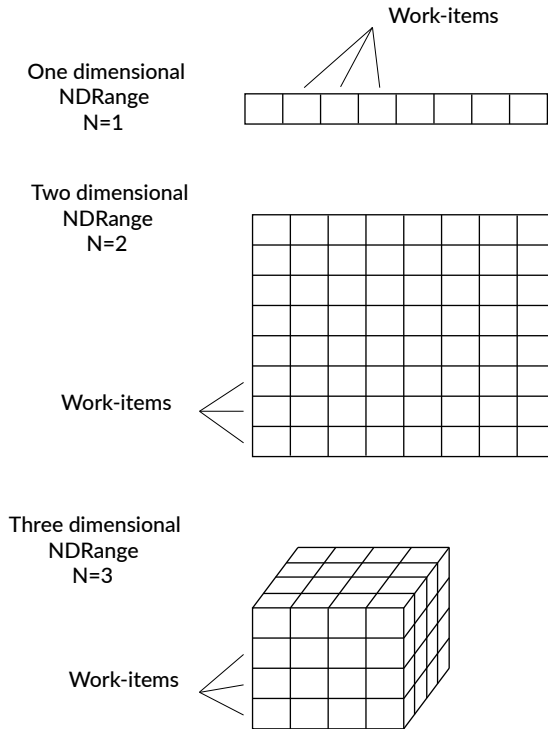 Work-items
One dimensional
NDRange
N=1
Two dimensional
NDRange
N=2
Work-items
Three dimensional
NDRange
N=3
Work-items